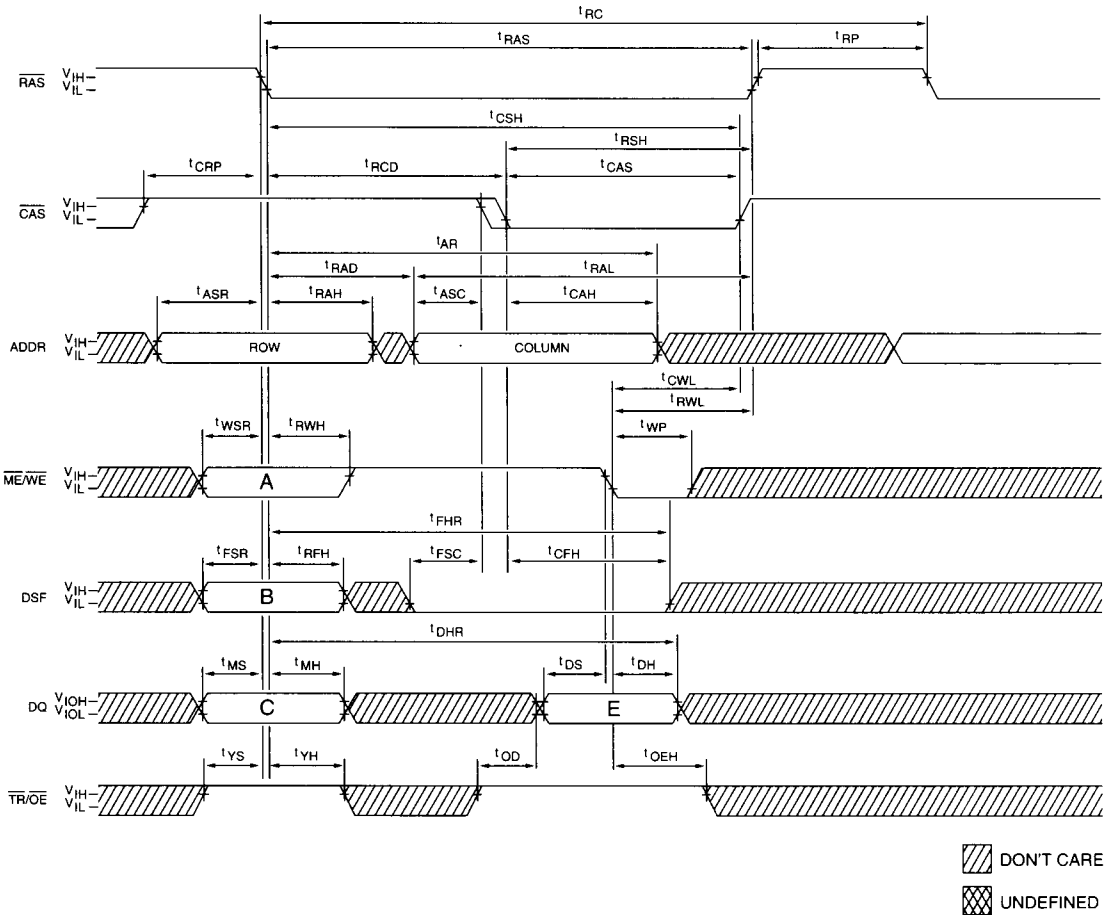 tRC
tRAS tRP
RAS VIH VIL
tCSH
tRSH
tCRP tRCD tCAS
CAS VIH VIL
tAR
tRAD tRAL
tASR tRAH tASC tCAH
ADDR VIH VIL ROW COLUMN
tCWL
tRWL
tWSR tRWH tWP
ME/WE VIH VIL A
tFHR
tFSR tRFH tFSC tCFH
DSF VIH VIL B
tDHR
tMS tMH tDS tDH
DQ VIOH VIOL C E
tYS tYH tOD tOEH
TR/OE VIH VIL
DON'T CARE
UNDEFINED